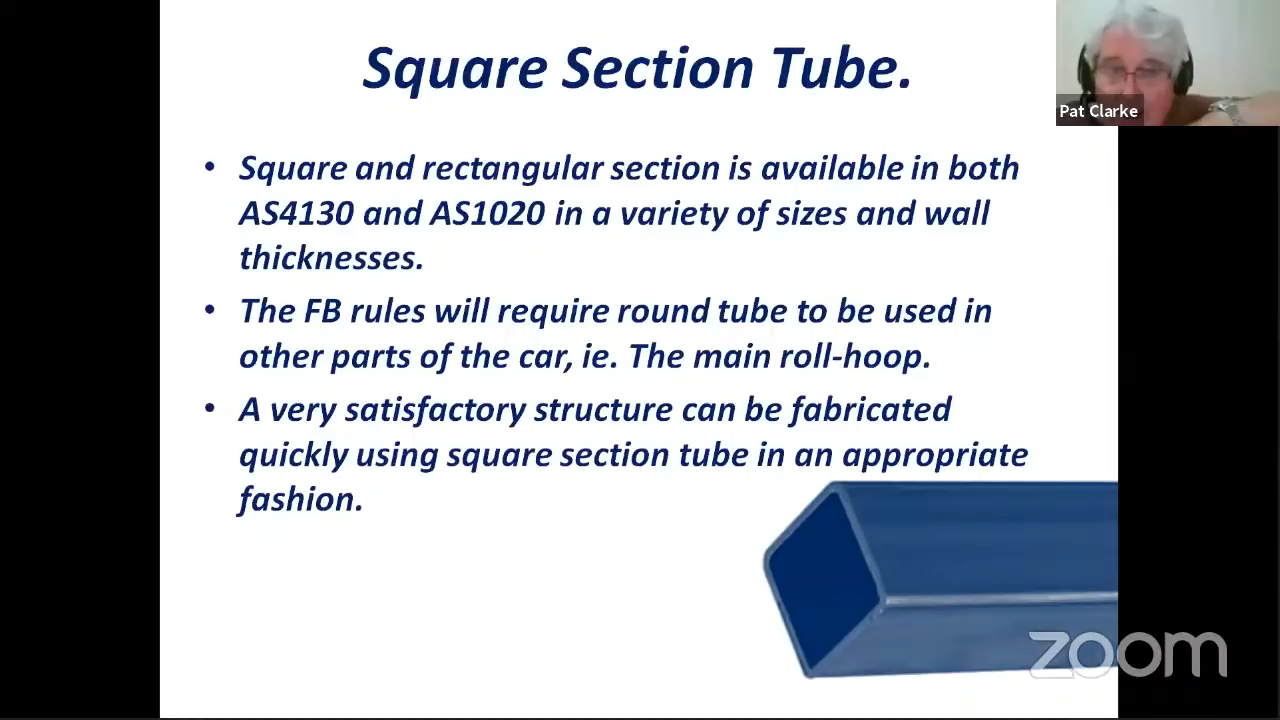 Square Section Tube.
Pat Clarke
• Square and rectangular section is available in both
AS4130 and AS1020 in a variety of sizes and wall
thicknesses.
• The FB rules will require round tube to be used in
other parts of the car, ie. The main roll-hoop.
• A very satisfactory structure can be fabricated
quickly using square section tube in an appropriate
fashion.
zoom